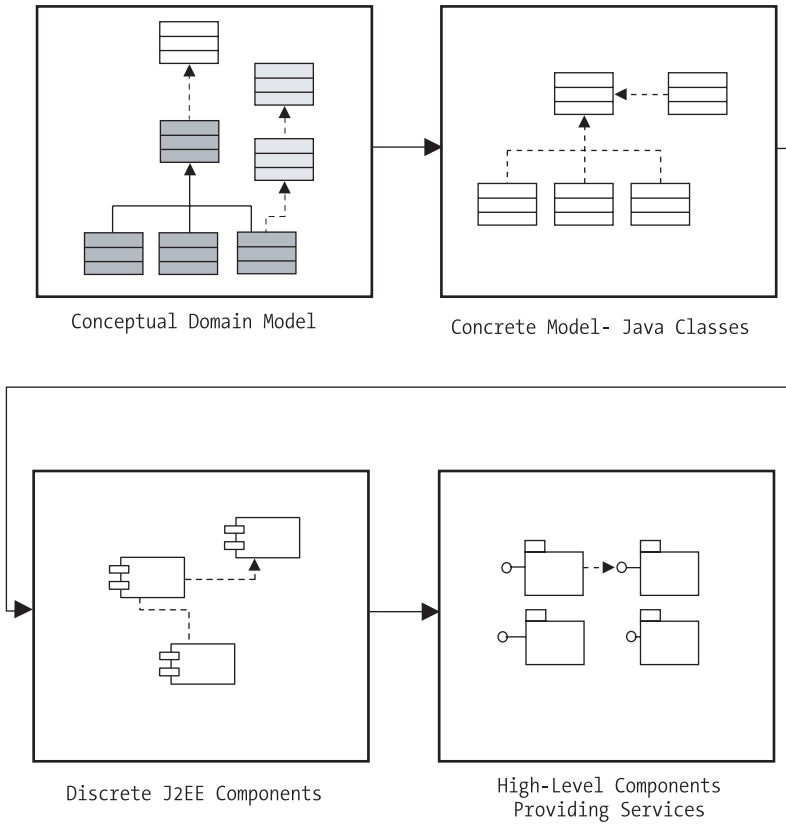 Conceptual Domain Model
Concrete Model- Java Classes
Discrete J2EE Components
High-Level Components
Providing Services